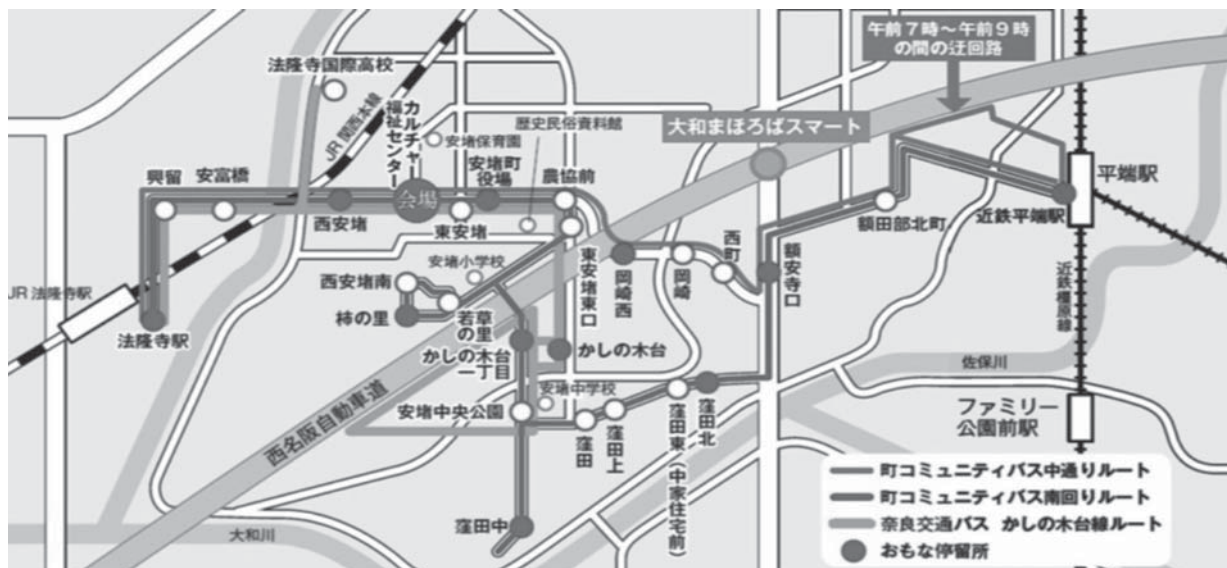 午前7時～午前9時
の間の迂回路
法隆寺国際高校
JR関西本線
カルチャー
福祉センター
安堵保育園
歴史民俗資料館
大和まほろばスマート
興留
安富橋
西安堵
会場
東安堵
安堵町
役場
農協前
平端駅
近鉄平端駅
額田部北町
西町
額安寺口
岡崎
岡崎西
東安堵東口
安堵小学校
西安堵南
柿の里
若草
の里
JR法隆寺駅
法隆寺駅
かしの木台
一丁目
かしの木台
近鉄橿原線
佐保川
西名阪自動車道
安堵中学校
安堵中央公園
窪田
窪田上
窪田東(中家住宅前)
窪田北
ファミリー
公園前駅
窪田中
大和川
町コミュニティバス中通りルート
町コミュニティバス南回りルート
奈良交通バス かしの木台線ルート
おもな停留所